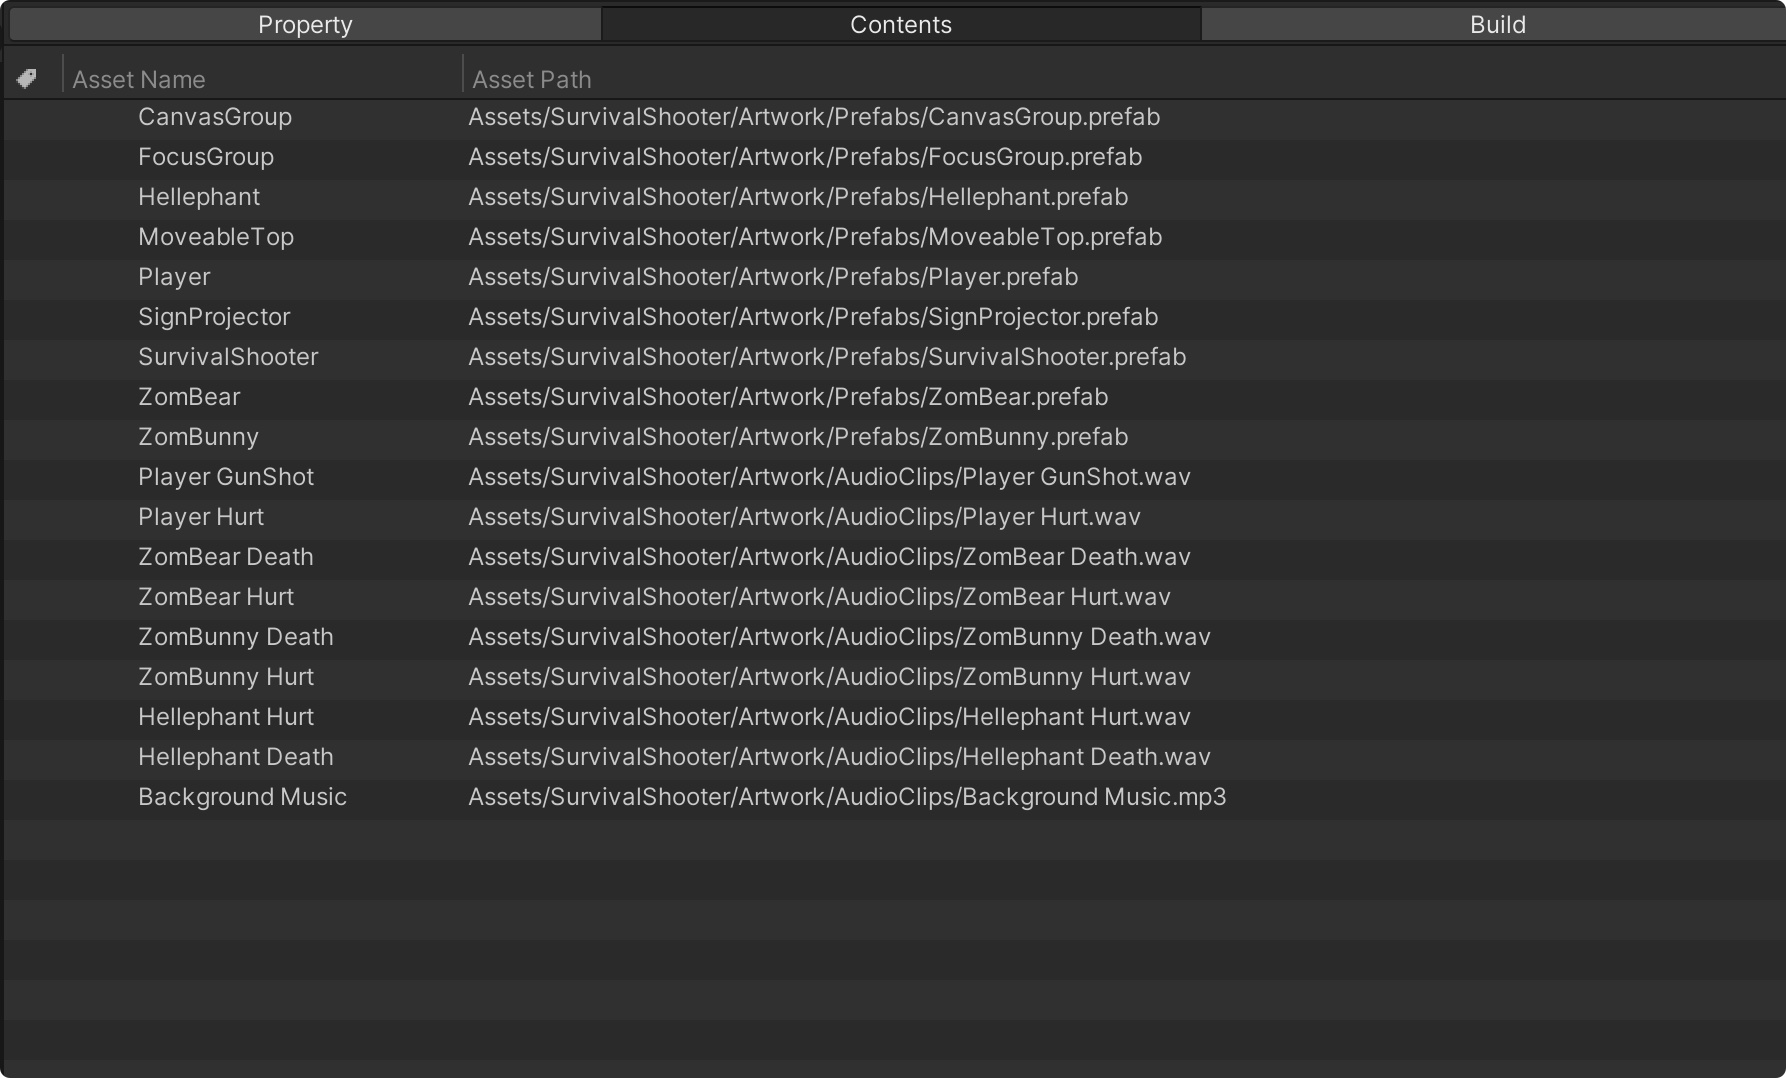 Property Contents Build
Asset Name Asset Path
CanvasGroup Assets/SurvivalShooter/Artwork/Prefabs/CanvasGroup.prefab
FocusGroup Assets/SurvivalShooter/Artwork/Prefabs/FocusGroup.prefab
Hellephant Assets/SurvivalShooter/Artwork/Prefabs/Hellephant.prefab
MoveableTop Assets/SurvivalShooter/Artwork/Prefabs/MoveableTop.prefab
Player Assets/SurvivalShooter/Artwork/Prefabs/Player.prefab
SignProjector Assets/SurvivalShooter/Artwork/Prefabs/SignProjector.prefab
SurvivalShooter Assets/SurvivalShooter/Artwork/Prefabs/SurvivalShooter.prefab
ZomBear Assets/SurvivalShooter/Artwork/Prefabs/ZomBear.prefab
ZomBunny Assets/SurvivalShooter/Artwork/Prefabs/ZomBunny.prefab
Player GunShot Assets/SurvivalShooter/Artwork/AudioClips/Player GunShot.wav
Player Hurt Assets/SurvivalShooter/Artwork/AudioClips/Player Hurt.wav
ZomBear Death Assets/SurvivalShooter/Artwork/AudioClips/ZomBear Death.wav
ZomBear Hurt Assets/SurvivalShooter/Artwork/AudioClips/ZomBear Hurt.wav
ZomBunny Death Assets/SurvivalShooter/Artwork/AudioClips/ZomBunny Death.wav
ZomBunny Hurt Assets/SurvivalShooter/Artwork/AudioClips/ZomBunny Hurt.wav
Hellephant Hurt Assets/SurvivalShooter/Artwork/AudioClips/Hellephant Hurt.wav
Hellephant Death Assets/SurvivalShooter/Artwork/AudioClips/Hellephant Death.wav
Background Music Assets/SurvivalShooter/Artwork/AudioClips/Background Music.mp3